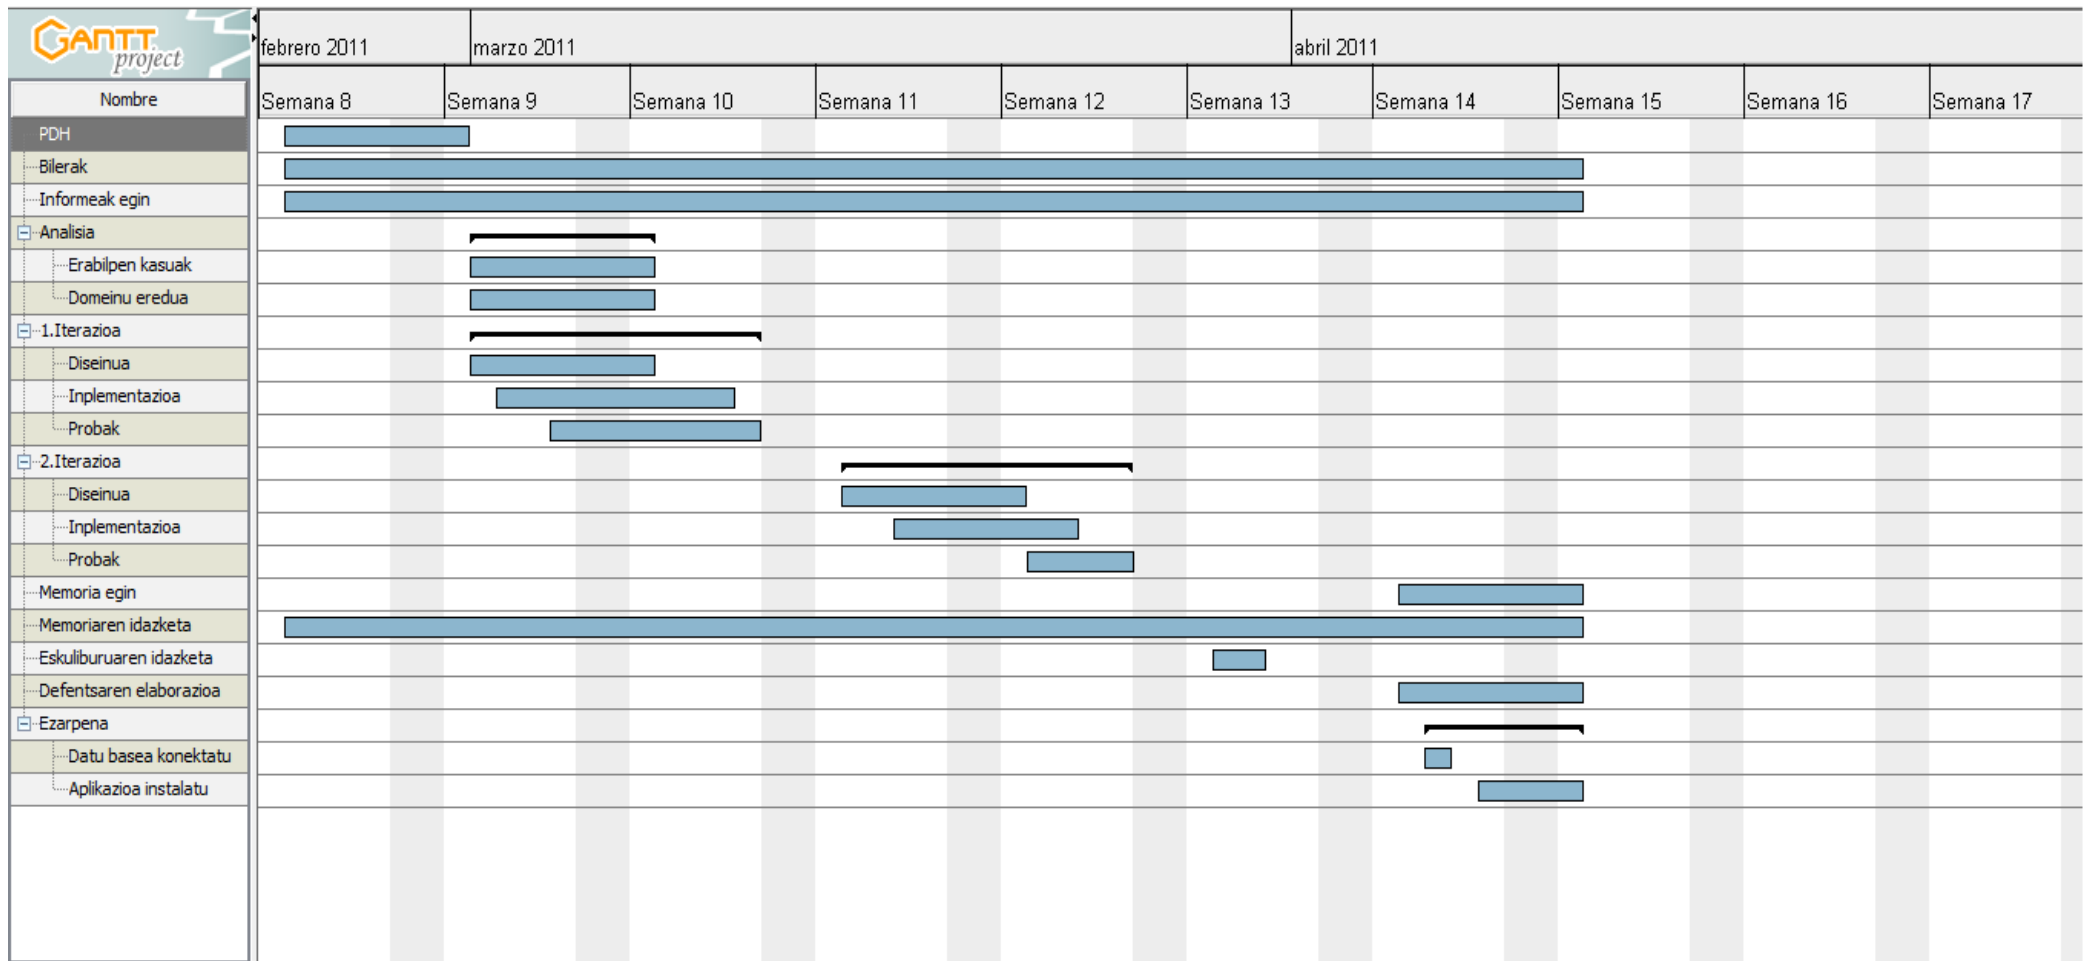 GANTT
project
febrero 2011 marzo 2011 abril 2011
Nombre Semana 8 Semana 9 Semana 10 Semana 11 Semana 12 Semana 13 Semana 14 Semana 15 Semana 16 Semana 17
PDH
Bilerak
Informeak egin
Analisia
Erabilpen kasuak
Domeinu eredua
1.Iterazioa
Diseinua
Inplementazioa
Probak
2.Iterazioa
Diseinua
Inplementazioa
Probak
Memoria egin
Memoriaren idazketa
Eskuliburuaren idazketa
Defentsaren elaborazioa
Ezarpena
Datu basea konektatu
Aplikazioa instalatu